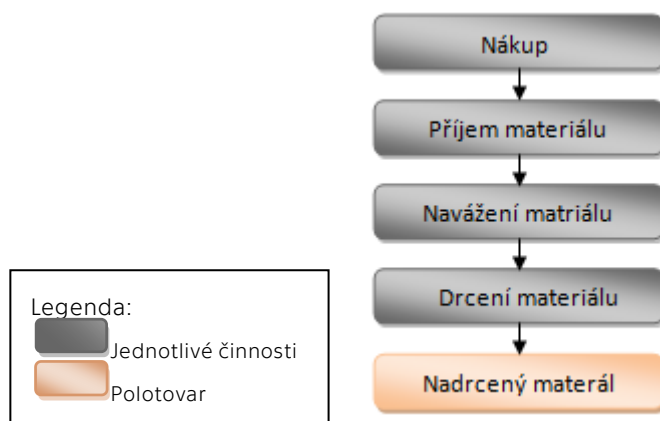 Nákup
Příjem materiálu
Navážení matriálu
Drcení materiálu
Nadrcený materál
Legenda:
Jednotlivé činnosti
Polotovar